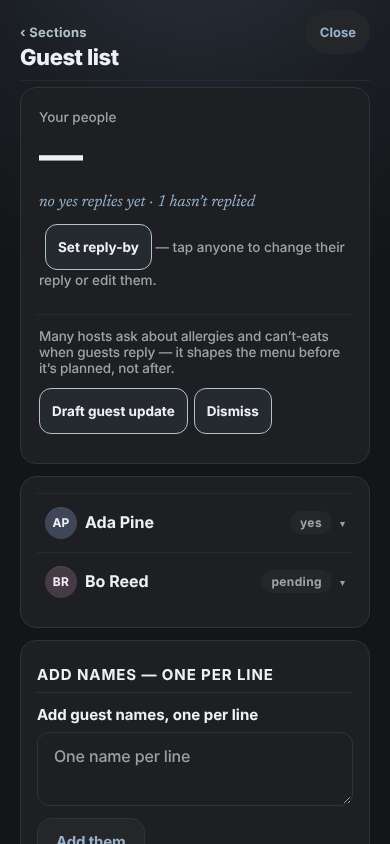 ‹ Sections
Close
Guest list
Your people
—
no yes replies yet · 1 hasn’t replied
Set reply-by — tap anyone to change their
reply or edit them.
Many hosts ask about allergies and can’t-eats
when guests reply — it shapes the menu before
it’s planned, not after.
Draft guest update Dismiss
AP Ada Pine yes ▾
BR Bo Reed pending ▾
ADD NAMES — ONE PER LINE
Add guest names, one per line
One name per line
Add them